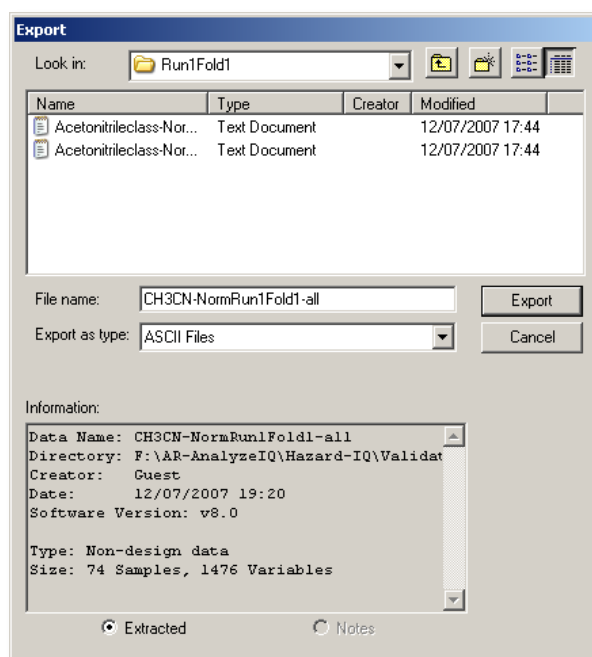 Export
Look in: Run1Fold1
Name Type Creator Modified
Acetonitrileclass-Nor... Text Document 12/07/2007 17:44
Acetonitrileclass-Nor... Text Document 12/07/2007 17:44
File name: CH3CN-NormRun1Fold1-all Export
Export as type: ASCII Files Cancel
Information:
Data Name: CH3CN-NormRun1Fold1-all
Directory: F:\AR-AnalyzeIQ\Hazard-IQ\Validat
Creator: Guest
Date: 12/07/2007 19:20
Software Version: v8.0
Type: Non-design data
Size: 74 Samples, 1476 Variables
Extracted Notes